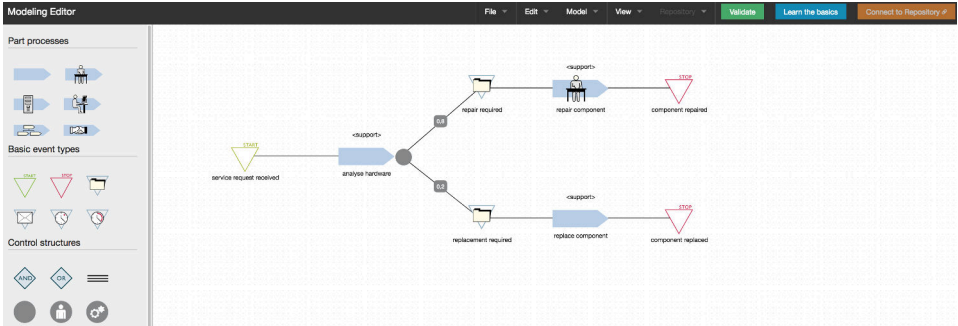 Modeling Editor
File
Edit
Model
View
Repository
Validate
Learn the basics
Connect to Repository
Part processes
Basic event types
START
STOP
Control structures
AND
OR
START
service request received
<support>
analyse hardware
0,8
0,2
repair required
<support>
repair component
STOP
component repaired
replacement required
<support>
replace component
STOP
component replaced